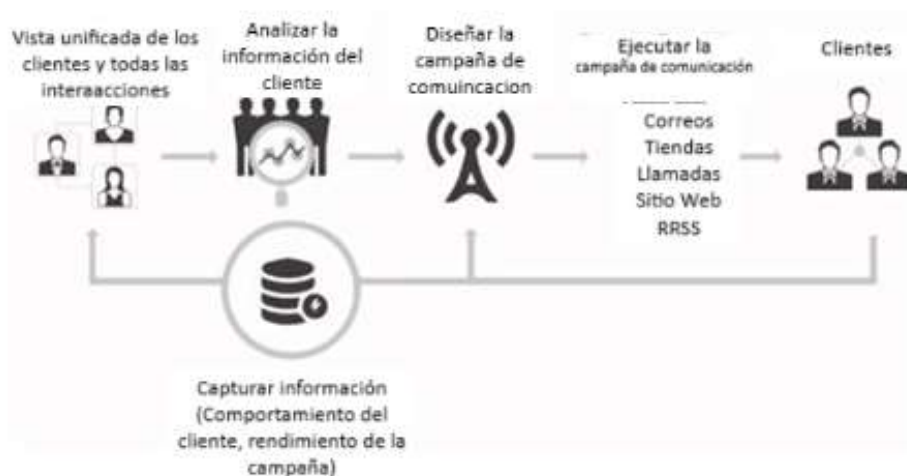 Vista unificada de los
clientes y todas las
interaacciones
Analizar la
información del
cliente
Diseñar la
campaña de
comuincacion
Ejecutar la
campaña de comunicación
Correos
Tiendas
Llamadas
Sitio Web
RRSS
Clientes
Capturar información
(Comportamiento del
cliente, rendimiento de la
campaña)